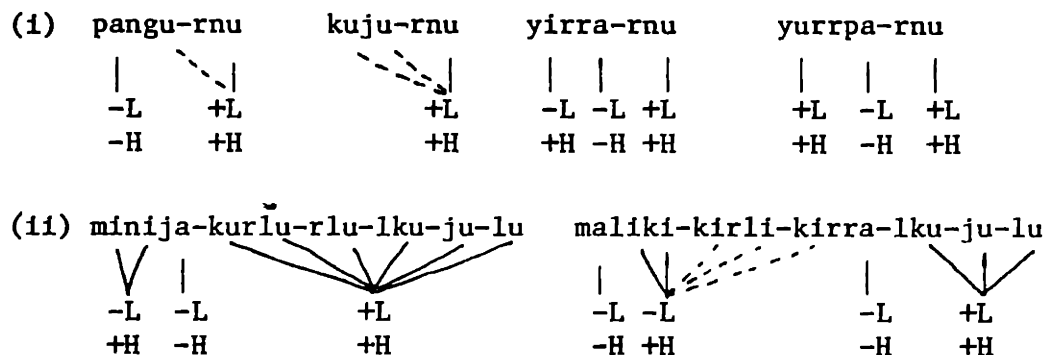 (i) pangu-rnu kuju-rnu yirra-rnu yurrpa-rnu
-L +L +L -L -L +L +L -L +L
-H +H +H +H -H +H +H -H +H
(ii) minija-kurlu-rlu-lku-ju-lu maliki-kirli-kirra-lku-ju-lu
-L -L +L -L -L -L +L
+H -H +H -H +H -H +H